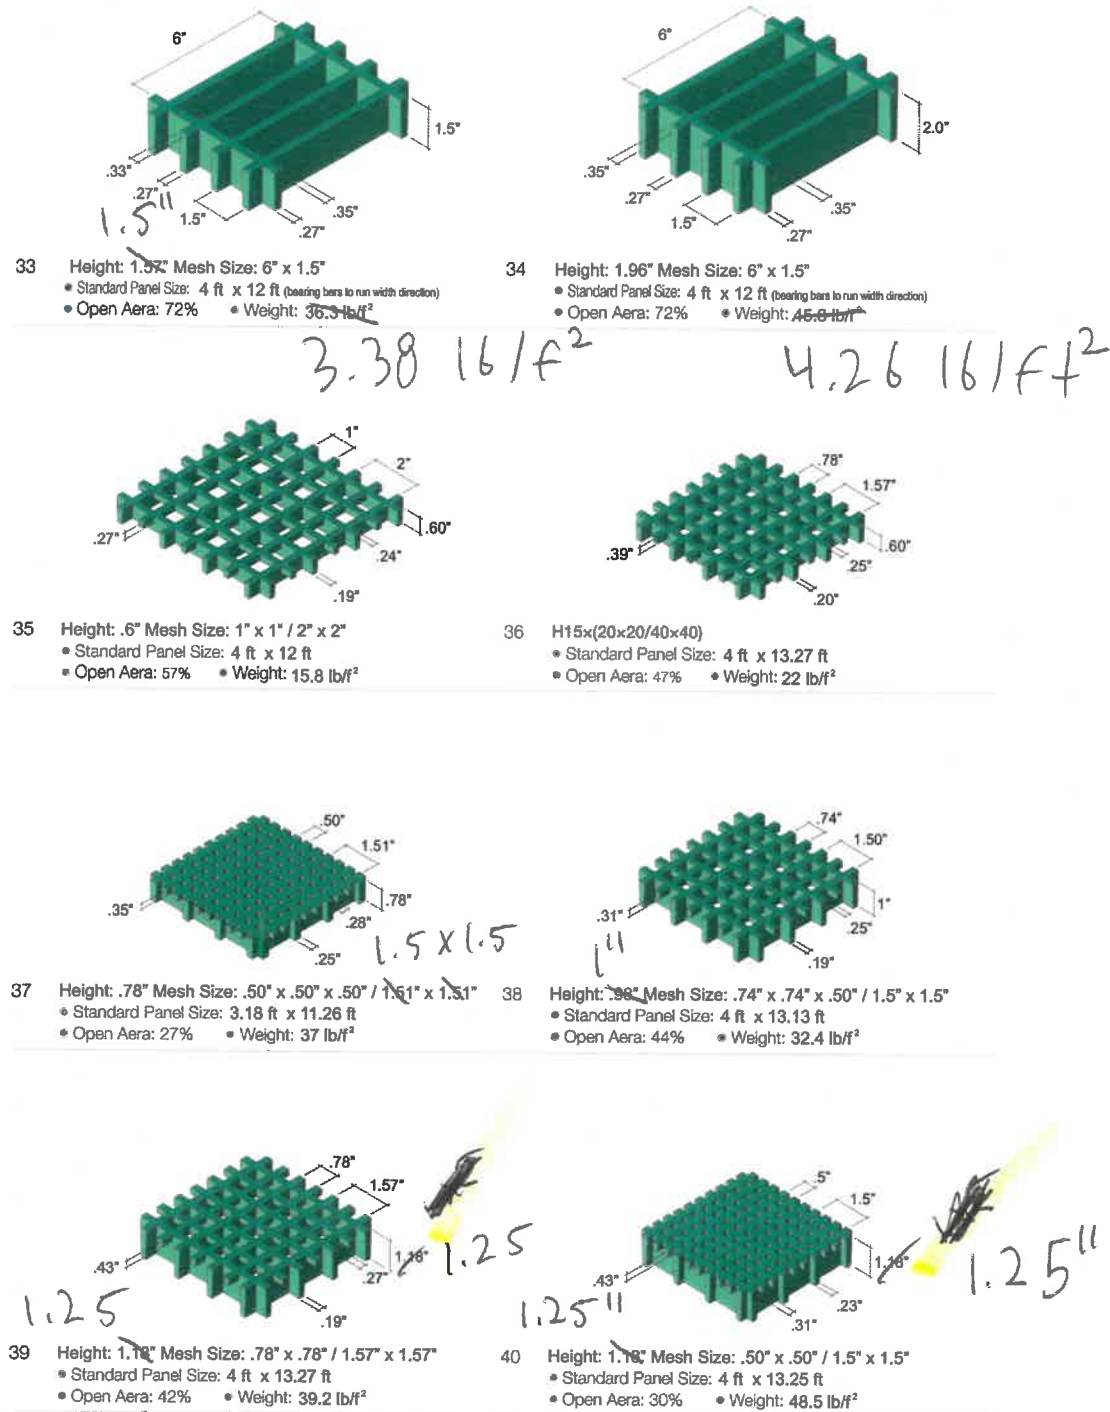 6"
1.5"
.33"
.27"
1.5"
.35"
.27"
1.5"
33 Height: 1.57" Mesh Size: 6" x 1.5"
• Standard Panel Size: 4 ft x 12 ft (bearing bars to run width direction)
• Open Aera: 72% • Weight: 36.3 lb/f²
3.38 lb/f²
6"
2.0"
.35"
.27"
1.5"
.35"
.27"
34 Height: 1.96" Mesh Size: 6" x 1.5"
• Standard Panel Size: 4 ft x 12 ft (bearing bars to run width direction)
• Open Aera: 72% • Weight: 45.8 lb/f²
4.26 lb/ft²
1"
2"
.60"
.27"
.24"
.19"
35 Height: .6" Mesh Size: 1" x 1" / 2" x 2"
• Standard Panel Size: 4 ft x 12 ft
• Open Aera: 57% • Weight: 15.8 lb/f²
.78"
1.57"
.60"
.39"
.25"
.20"
36 H15x(20x20/40x40)
• Standard Panel Size: 4 ft x 13.27 ft
• Open Aera: 47% • Weight: 22 lb/f²
.50"
1.51"
.78"
.35"
.28"
.25"
1.5 x 1.5
37 Height: .78" Mesh Size: .50" x .50" x .50" / 1.51" x 1.51"
• Standard Panel Size: 3.18 ft x 11.26 ft
• Open Aera: 27% • Weight: 37 lb/f²
.74"
1.50"
1"
.31"
.25"
.19"
1"
38 Height: .98" Mesh Size: .74" x .74" x .50" / 1.5" x 1.5"
• Standard Panel Size: 4 ft x 13.13 ft
• Open Aera: 44% • Weight: 32.4 lb/f²
.78"
1.57"
1.18"
1.25
.43"
.27"
.19"
1.25
39 Height: 1.18" Mesh Size: .78" x .78" / 1.57" x 1.57"
• Standard Panel Size: 4 ft x 13.27 ft
• Open Aera: 42% • Weight: 39.2 lb/f²
.5"
1.5"
1.18"
1.25"
.43"
.23"
.31"
1.25"
40 Height: 1.18" Mesh Size: .50" x .50" / 1.5" x 1.5"
• Standard Panel Size: 4 ft x 13.25 ft
• Open Aera: 30% • Weight: 48.5 lb/f²